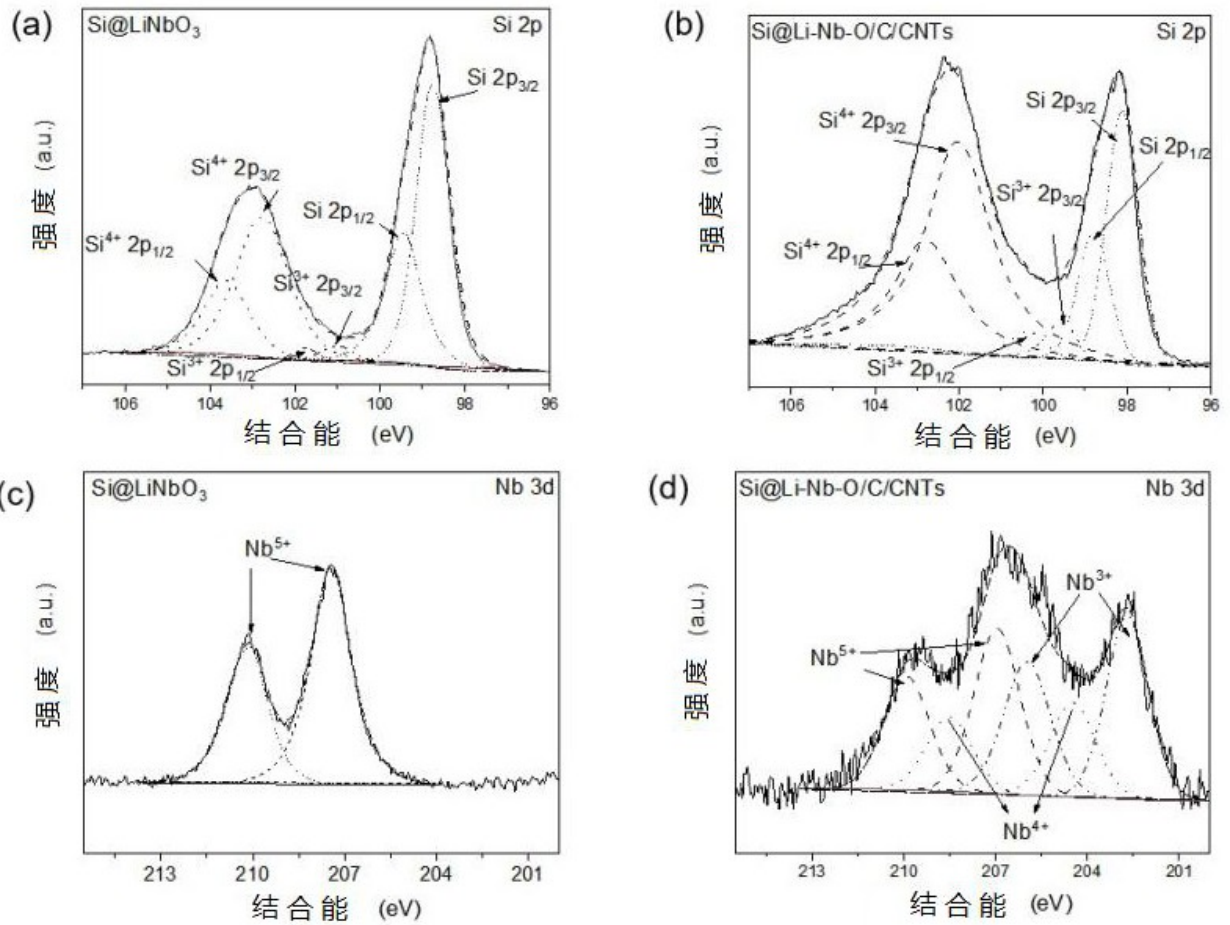 (a)
Si@LiNbO₃
Si 2p
Si 2p₃/₂
Si⁴⁺ 2p₃/₂
Si 2p₁/₂
Si⁴⁺ 2p₁/₂
Si³⁺ 2p₃/₂
Si³⁺ 2p₁/₂
强度 (a.u.)
106 104 102 100 98 96
结合能 (eV)
(b)
Si@Li-Nb-O/C/CNTs
Si 2p
Si 2p₃/₂
Si⁴⁺ 2p₃/₂
Si 2p₁/₂
Si³⁺ 2p₃/₂
Si⁴⁺ 2p₁/₂
Si³⁺ 2p₁/₂
强度 (a.u.)
106 104 102 100 98 96
结合能 (eV)
(c)
Si@LiNbO₃
Nb 3d
Nb⁵⁺
强度 (a.u.)
213 210 207 204 201
结合能 (eV)
(d)
Si@Li-Nb-O/C/CNTs
Nb 3d
Nb³⁺
Nb⁵⁺
Nb⁴⁺
强度 (a.u.)
213 210 207 204 201
结合能 (eV)